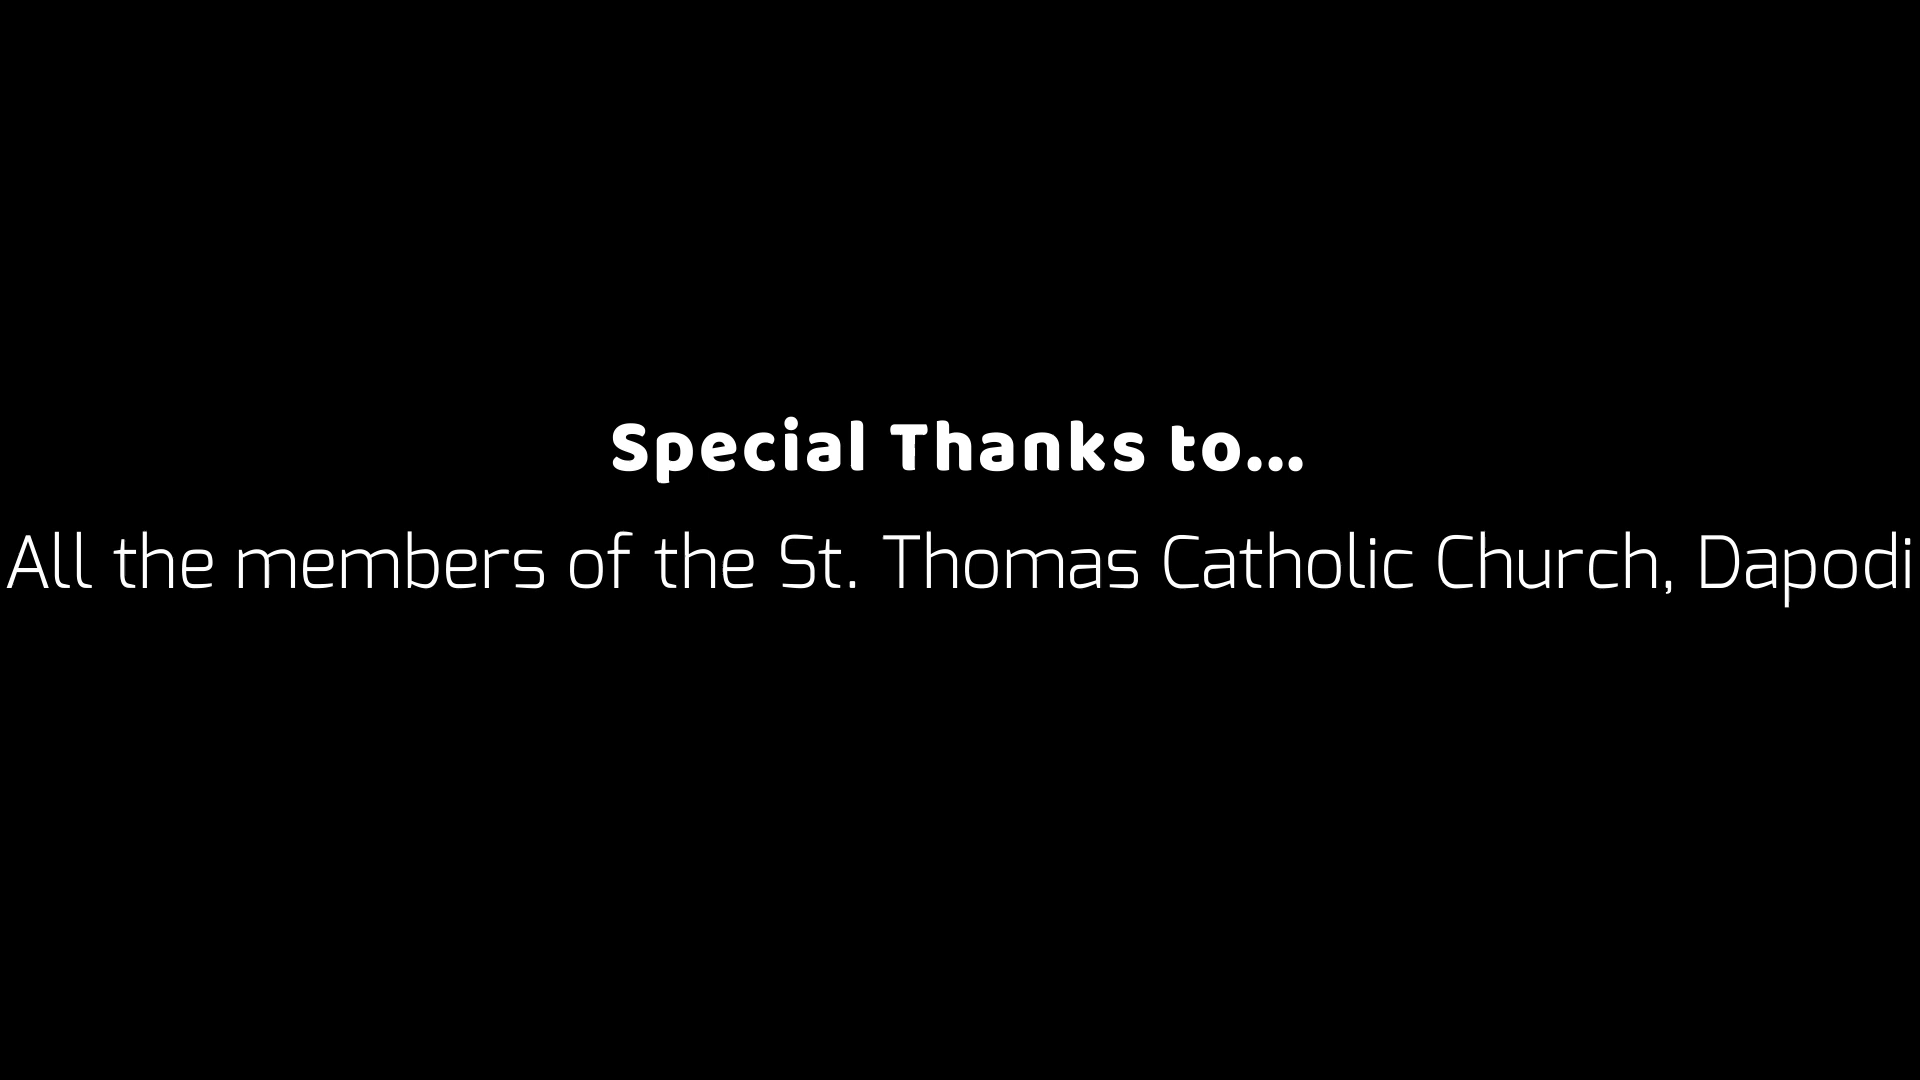 Special Thanks to...
All the members of the St. Thomas Catholic Church, Dapodi